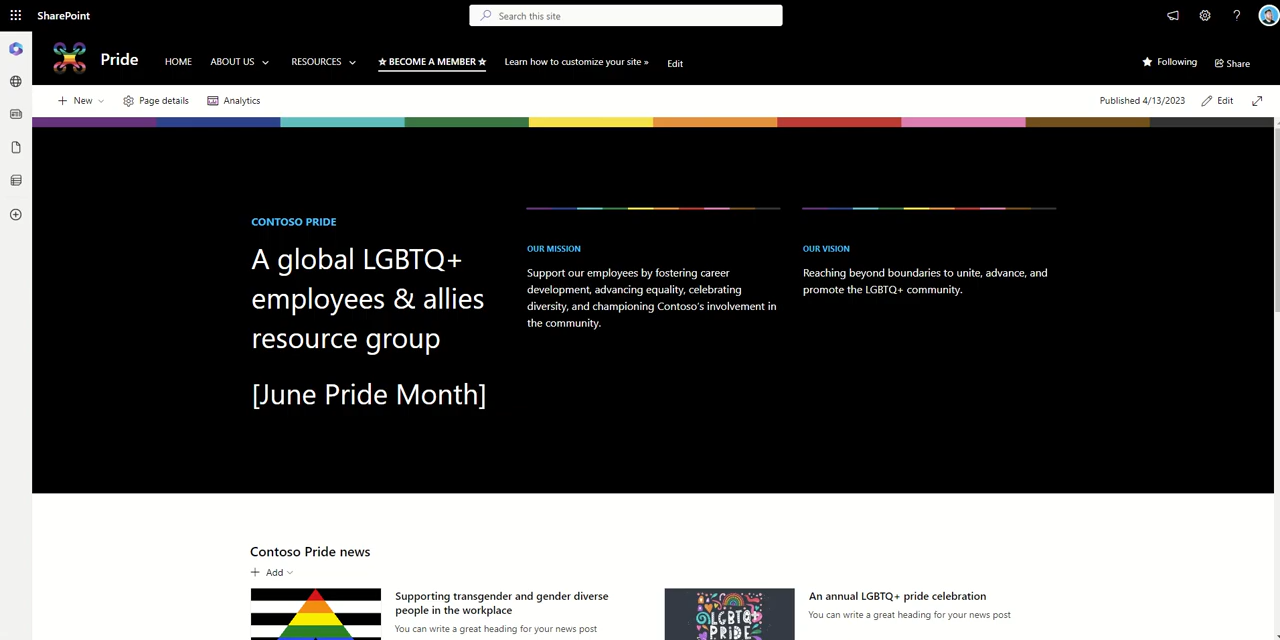 SharePoint
Search this site
Pride
HOME
ABOUT US
RESOURCES
☆ BECOME A MEMBER ☆
Learn how to customize your site »
Edit
Following
Share
New
Page details
Analytics
Published 4/13/2023
Edit
CONTOSO PRIDE
A global LGBTQ+
employees & allies
resource group
[June Pride Month]
OUR MISSION
Support our employees by fostering career
development, advancing equality, celebrating
diversity, and championing Contoso's involvement in
the community.
OUR VISION
Reaching beyond boundaries to unite, advance, and
promote the LGBTQ+ community.
Contoso Pride news
Add
Supporting transgender and gender diverse
people in the workplace
You can write a great heading for your news post
LGBTQ+
PRIDE
An annual LGBTQ+ pride celebration
You can write a great heading for your news post